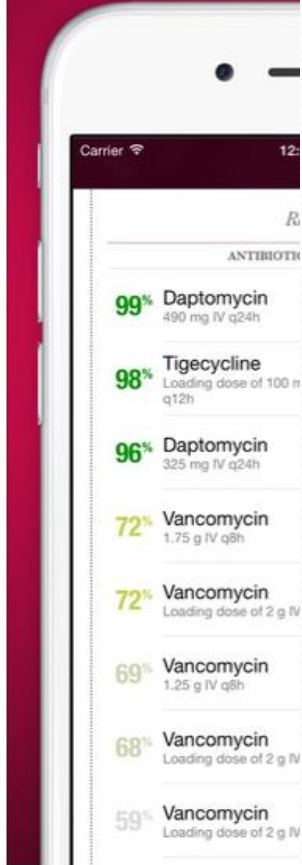 Carrier
12:
R
ANTIBIOTI
99% Daptomycin
490 mg IV q24h
98% Tigecycline
Loading dose of 100 m
q12h
96% Daptomycin
325 mg IV q24h
72% Vancomycin
1.75 g IV q8h
72% Vancomycin
Loading dose of 2 g IV
69% Vancomycin
1.25 g IV q8h
68% Vancomycin
Loading dose of 2 g IV
59% Vancomycin
Loading dose of 2 g IV